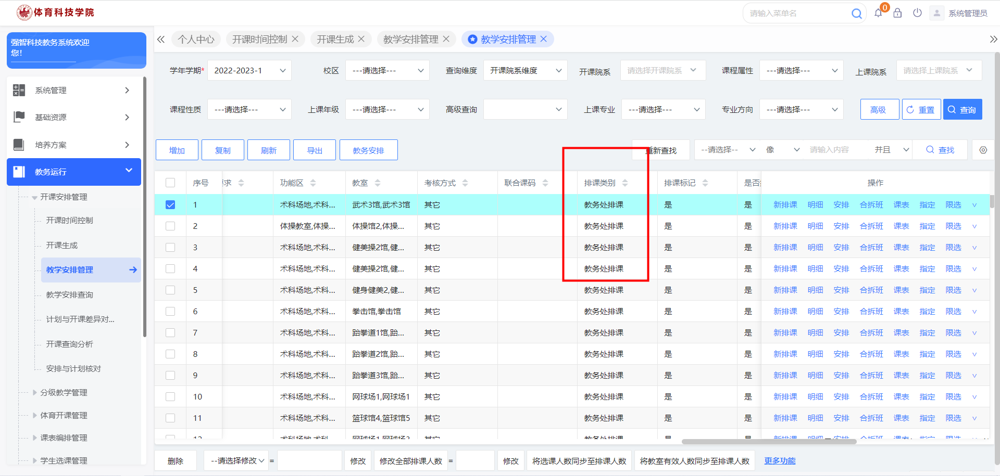 体育科技学院
请输入菜单名
0
系统管理员
强智科技教务系统欢迎
您！
个人中心
开课时间控制
开课生成
教学安排管理
教学安排管理
系统管理
基础资源
培养方案
教务运行
开课安排管理
开课时间控制
开课生成
教学安排管理
教学安排查询
计划与开课差异对...
开课查询分析
安排与计划核对
分级教学管理
体育开课管理
课表编排管理
学生选课管理
学年学期* 2022-2023-1 校区 ---请选择--- 查询维度 开课院系维度 开课院系 请选择开课院系 课程属性 ---请选择--- 上课院系 请选择上课院系
课程性质 ---请选择--- 上课年级 ---请选择--- 高级查询 上课专业 ---请选择--- 专业方向 ---请选择--- 高级 重置 查询
增加 复制 刷新 导出 教务安排 重新查找 --请选择-- 像 请输入内容 并且 查找
序号 求 功能区 教室 考核方式 联合课码 排课类别 排课标记 是否 操作
1 术科场地,术科... 武术3馆,武术3馆 其它 教务处排课 是 是 新排课 明细 安排 合拆班 课表 指定 限选
2 体操教室,体操... 体操馆2,体操... 其它 教务处排课 是 是 新排课 明细 安排 合拆班 课表 指定 限选
3 术科场地,术科... 健美操2馆,健... 其它 教务处排课 是 是 新排课 明细 安排 合拆班 课表 指定 限选
4 术科场地,术科... 健美操2馆,健... 其它 教务处排课 是 是 新排课 明细 安排 合拆班 课表 指定 限选
5 术科场地,术科... 健身健美2,健... 其它 教务处排课 是 是 新排课 明细 安排 合拆班 课表 指定 限选
6 术科场地,术科... 拳击馆,拳击馆 其它 教务处排课 是 是 新排课 明细 安排 合拆班 课表 指定 限选
7 术科场地,术科... 跆拳道1馆,跆... 其它 教务处排课 是 是 新排课 明细 安排 合拆班 课表 指定 限选
8 术科场地,术科... 跆拳道2馆,跆... 其它 教务处排课 是 是 新排课 明细 安排 合拆班 课表 指定 限选
9 术科场地,术科... 跆拳道3馆,跆... 其它 教务处排课 是 是 新排课 明细 安排 合拆班 课表 指定 限选
10 术科场地,术科... 网球场1,网球场1 其它 教务处排课 是 是 新排课 明细 安排 合拆班 课表 指定 限选
11 术科场地,术科... 篮球馆4,篮球馆5 其它 教务处排课 是 是 新排课 明细 安排 合拆班 课表 指定 限选
删除 --请选择修改 = 修改 修改全部排课人数 = 修改 将选课人数同步至排课人数 将教室有效人数同步至排课人数 更多功能